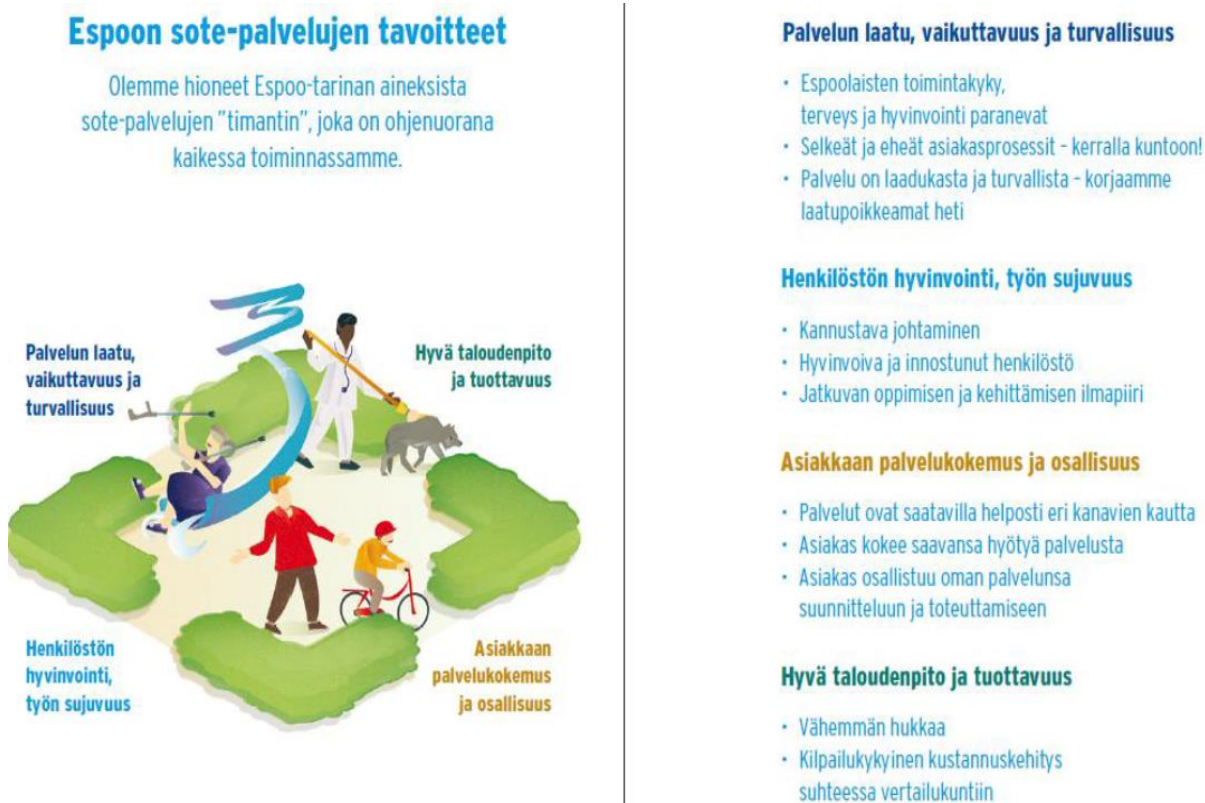 Espoon sote-palvelujen tavoitteet
Olemme hioneet Espoo-tarinan aineksista
sote-palvelujen ”timantin”, joka on ohjenuorana
kaikessa toiminnassamme.
Palvelun laatu,
vaikuttavuus ja
turvallisuus
Hyvä taloudenpito
ja tuottavuus
Henkilöstön
hyvinvointi,
työn sujuvuus
Asiakkaan
palvelukokemus
ja osallisuus
Palvelun laatu, vaikuttavuus ja turvallisuus
• Espoolaisten toimintakyky,
terveys ja hyvinvointi paranevat
• Selkeät ja eheät asiakasprosessit – kerralla kuntoon!
• Palvelu on laadukasta ja turvallista – korjaamme
laatupoikkeamat heti
Henkilöstön hyvinvointi, työn sujuvuus
• Kannustava johtaminen
• Hyvinvoiva ja innostunut henkilöstö
• Jatkuvan oppimisen ja kehittämisen ilmapiiri
Asiakkaan palvelukokemus ja osallisuus
• Palvelut ovat saatavilla helposti eri kanavien kautta
• Asiakas kokee saavansa hyötyä palvelusta
• Asiakas osallistuu oman palvelunsa
suunnitteluun ja toteuttamiseen
Hyvä taloudenpito ja tuottavuus
• Vähemmän hukkaa
• Kilpailukykyinen kustannuskehitys
suhteessa vertailukuntiin